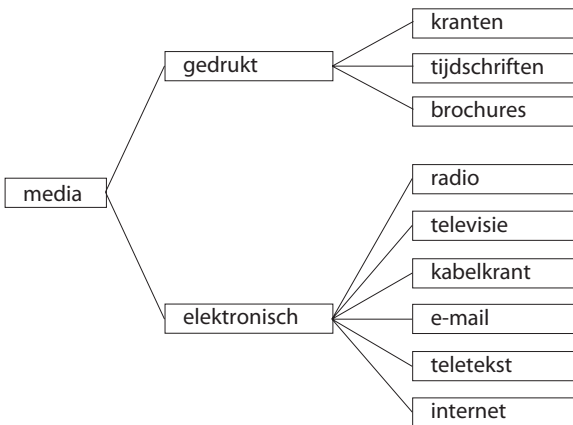 media
gedrukt
kranten
tijdschriften
brochures
elektronisch
radio
televisie
kabelkrant
e-mail
teletekst
internet